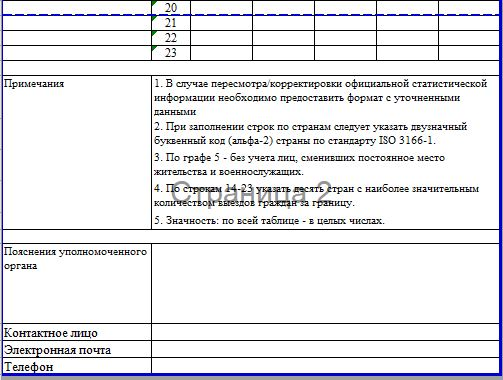 20
21
22
23
Примечания
1. В случае пересмотра/корректировки официальной статистической
информации необходимо предоставить формат с уточненными
данными
2. При заполнении строк по странам следует указать двузначный
буквенный код (альфа-2) страны по стандарту ISO 3166-1.
3. По графе 5 - без учета лиц, сменивших постоянное место
жительства и военнослужащих.
4. По строкам 14-23 указать десять стран с наиболее значительным
количеством выездов граждан за границу.
5. Значность: по всей таблице - в целых числах.
Страница 2
Пояснения уполномоченного
органа
Контактное лицо
Электронная почта
Телефон